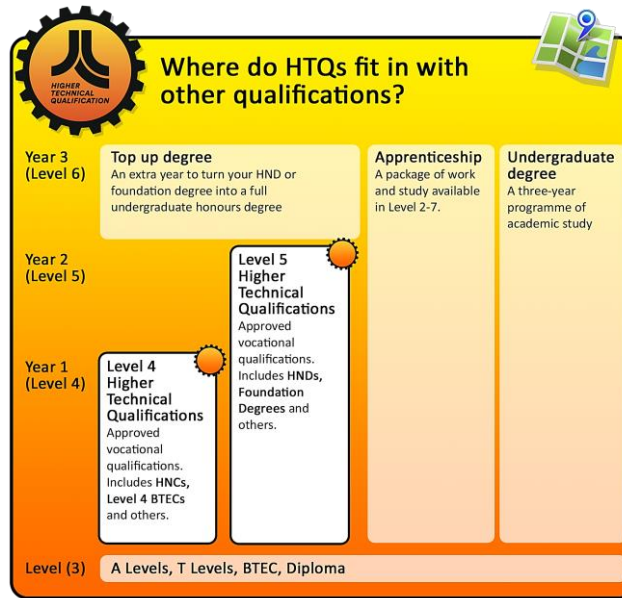 HIGHER
TECHNICAL
QUALIFICATION
Where do HTQs fit in with
other qualifications?
Year 3
(Level 6)
Top up degree
An extra year to turn your HND or
foundation degree into a full
undergraduate honours degree
Apprenticeship
A package of work
and study available
in Level 2-7.
Undergraduate
degree
A three-year
programme of
academic study
Year 2
(Level 5)
Level 5
Higher
Technical
Qualifications
Approved
vocational
qualifications.
Includes HNDs,
Foundation
Degrees and
others.
Year 1
(Level 4)
Level 4
Higher
Technical
Qualifications
Approved
vocational
qualifications.
Includes HNCs,
Level 4 BTECs
and others.
Level (3)
A Levels, T Levels, BTEC, Diploma